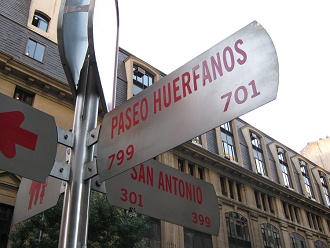 PASEO HUERFANOS
799 701
SAN ANTONIO
301 399